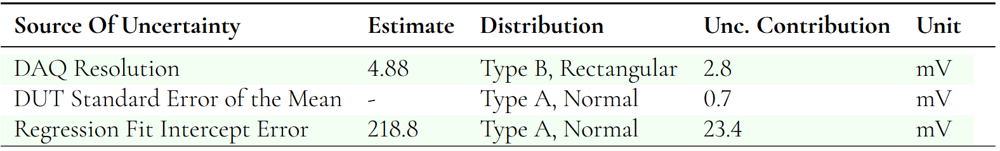 Source Of Uncertainty Estimate Distribution Unc. Contribution Unit
DAQ Resolution 4.88 Type B, Rectangular 2.8 mV
DUT Standard Error of the Mean - Type A, Normal 0.7 mV
Regression Fit Intercept Error 218.8 Type A, Normal 23.4 mV